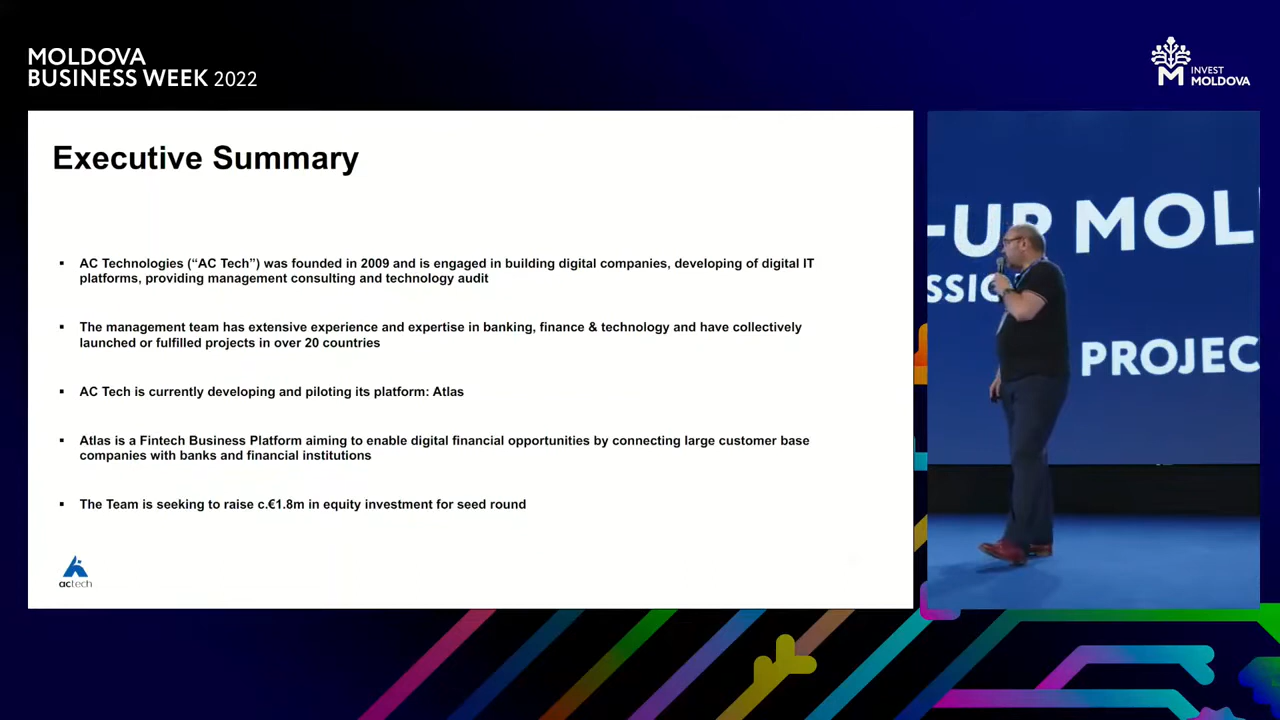 MOLDOVA
BUSINESS WEEK 2022
INVEST
MOLDOVA
Executive Summary
▪ AC Technologies (“AC Tech”) was founded in 2009 and is engaged in building digital companies, developing of digital IT
platforms, providing management consulting and technology audit
▪ The management team has extensive experience and expertise in banking, finance & technology and have collectively
launched or fulfilled projects in over 20 countries
▪ AC Tech is currently developing and piloting its platform: Atlas
▪ Atlas is a Fintech Business Platform aiming to enable digital financial opportunities by connecting large customer base
companies with banks and financial institutions
▪ The Team is seeking to raise c.€1.8m in equity investment for seed round
actech
-UP MOL
SSIO
PROJEC